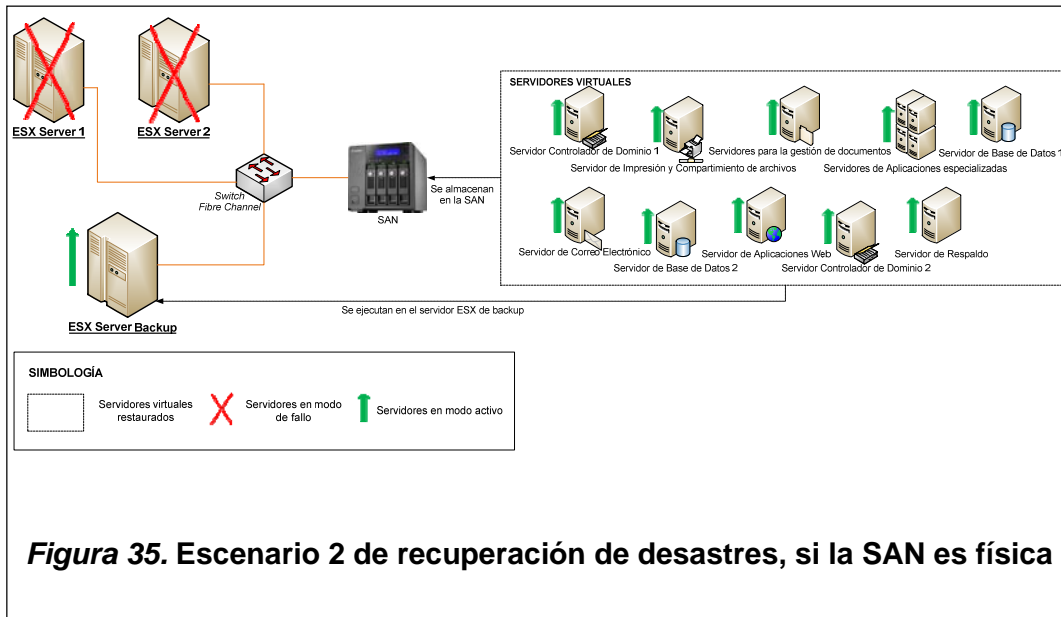 ESX Server 1
ESX Server 2
Switch
Fibre Channel
SAN
Se almacenan
en la SAN
SERVIDORES VIRTUALES
Servidor Controlador de Dominio 1
Servidor de Impresión y Compartimiento de archivos
Servidores para la gestión de documentos
Servidores de Aplicaciones especializadas
Servidor de Base de Datos 1
Servidor de Correo Electrónico
Servidor de Base de Datos 2
Servidor de Aplicaciones Web
Servidor Controlador de Dominio 2
Servidor de Respaldo
ESX Server Backup
Se ejecutan en el servidor ESX de backup
SIMBOLOGÍA
Servidores virtuales
restaurados
Servidores en modo
de fallo
Servidores en modo activo
Figura 35. Escenario 2 de recuperación de desastres, si la SAN es física